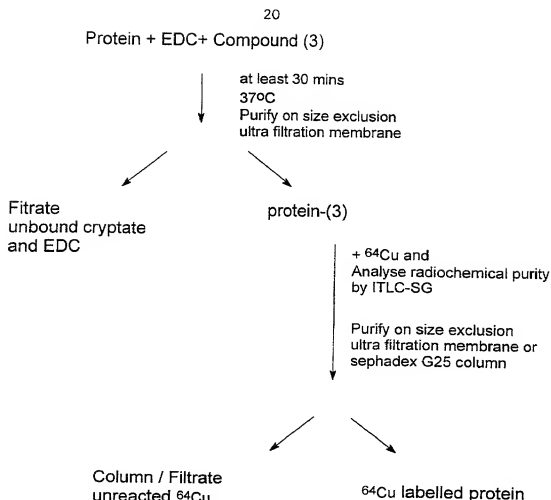 20
Protein + EDC+ Compound (3)
at least 30 mins
37ºC
Purify on size exclusion
ultra filtration membrane
Fitrate
unbound cryptate
and EDC
protein-(3)
+ ⁶⁴Cu and
Analyse radiochemical purity
by ITLC-SG
Purify on size exclusion
ultra filtration membrane or
sephadex G25 column
Column / Filtrate
unreacted ⁶⁴Cu
⁶⁴Cu labelled protein